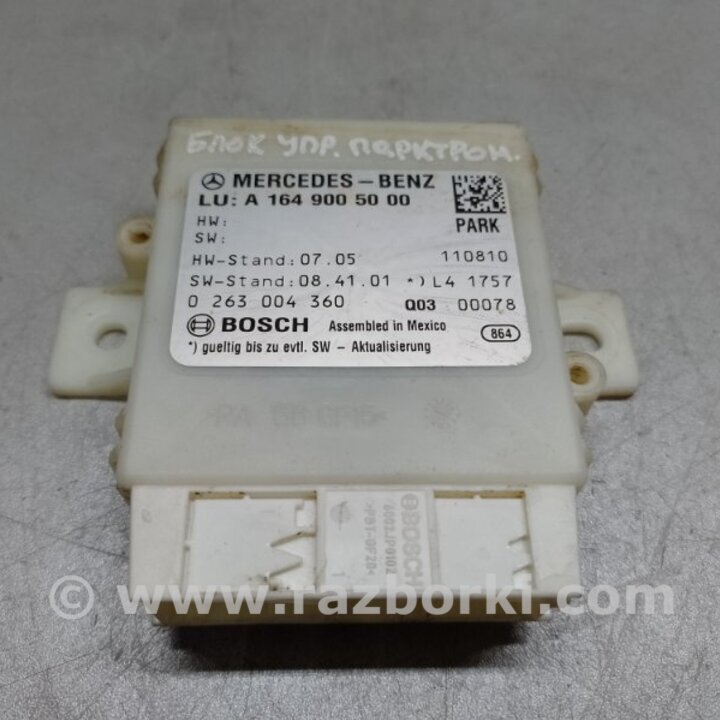 БЛОК УПР. ПАРКТРОН.
MERCEDES-BENZ
LU: A 164 900 50 00
HW:
SW:
PARK
HW-Stand: 07.05 110810
SW-Stand: 08.41.01 *) L4 1757
0 263 004 360 Q03 00078
BOSCH Assembled in Mexico 864
*) gueltig bis zu evtl. SW - Aktualisierung
BOSCH
© www.razborki.com